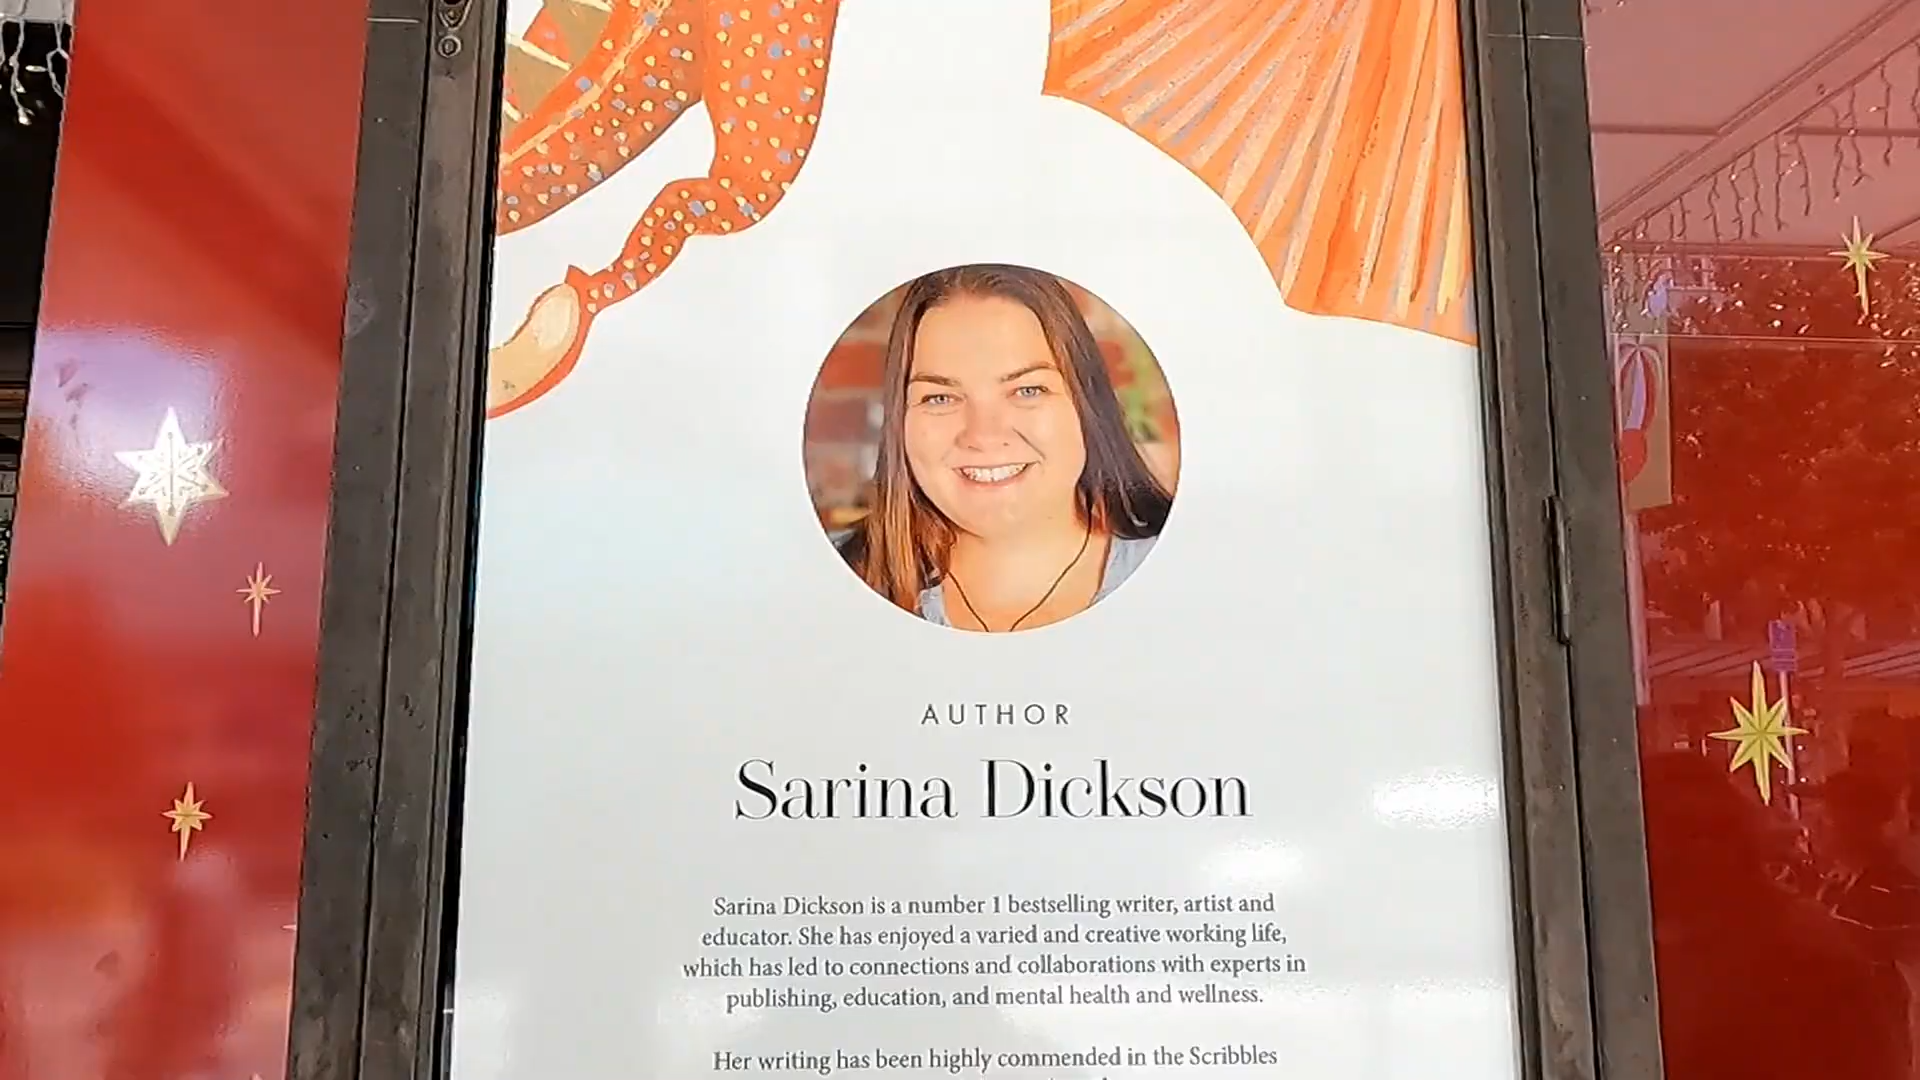 AUTHOR
Sarina Dickson
Sarina Dickson is a number 1 bestselling writer, artist and
educator. She has enjoyed a varied and creative working life,
which has led to connections and collaborations with experts in
publishing, education, and mental health and wellness.
Her writing has been highly commended in the Scribbles